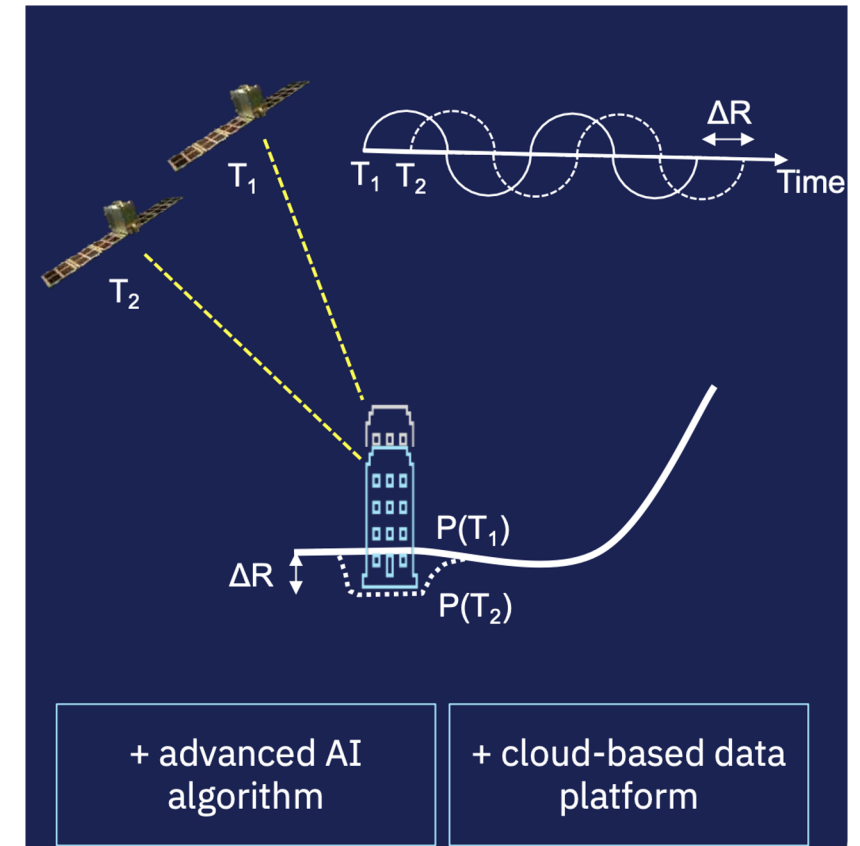 ΔR
T₁
T₁ T₂
Time
T₂
P(T₁)
ΔR
P(T₂)
+ advanced AI
algorithm
+ cloud-based data
platform